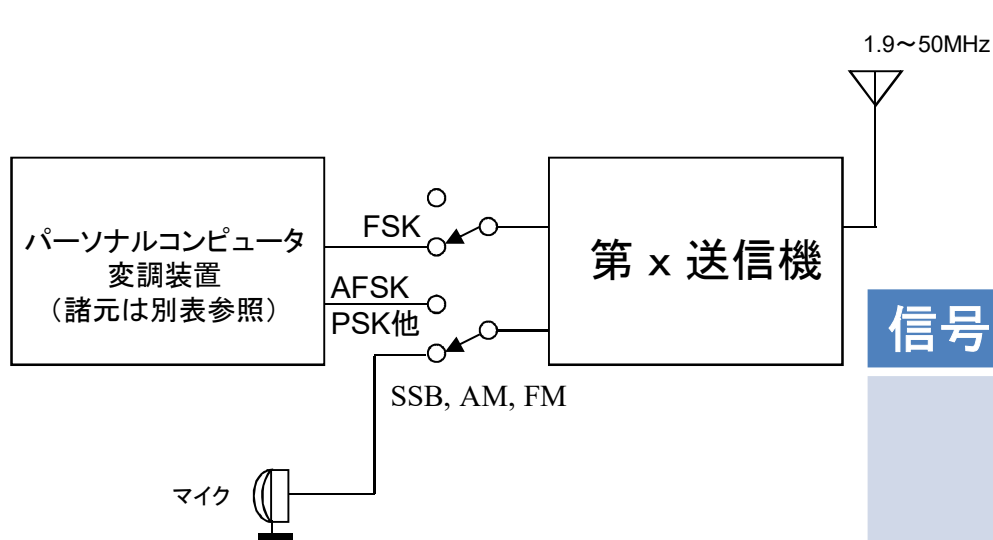 1.9～50MHz
パーソナルコンピュータ
変調装置
（諸元は別表参照）
FSK
AFSK
PSK他
第 x 送信機
信号
SSB, AM, FM
マイク